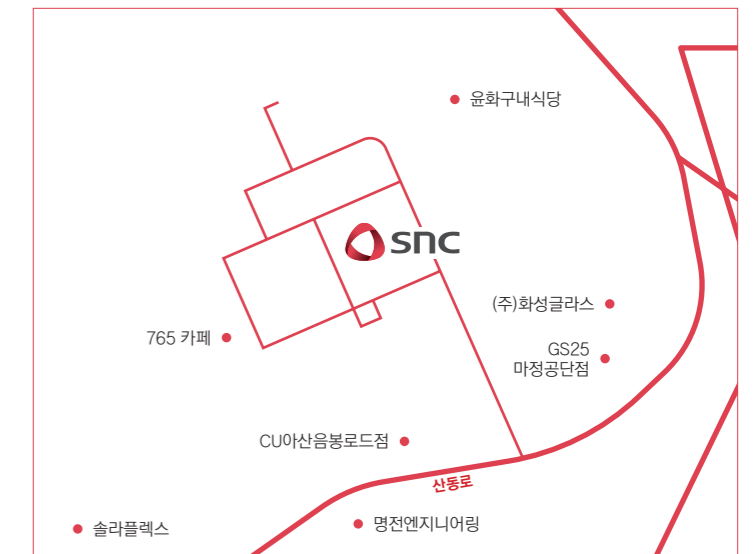 윤화구내식당
snc
(주)화성글라스
765 카페
GS25
마정공단점
CU아산음봉로드점
산동로
솔라플렉스
명전엔지니어링